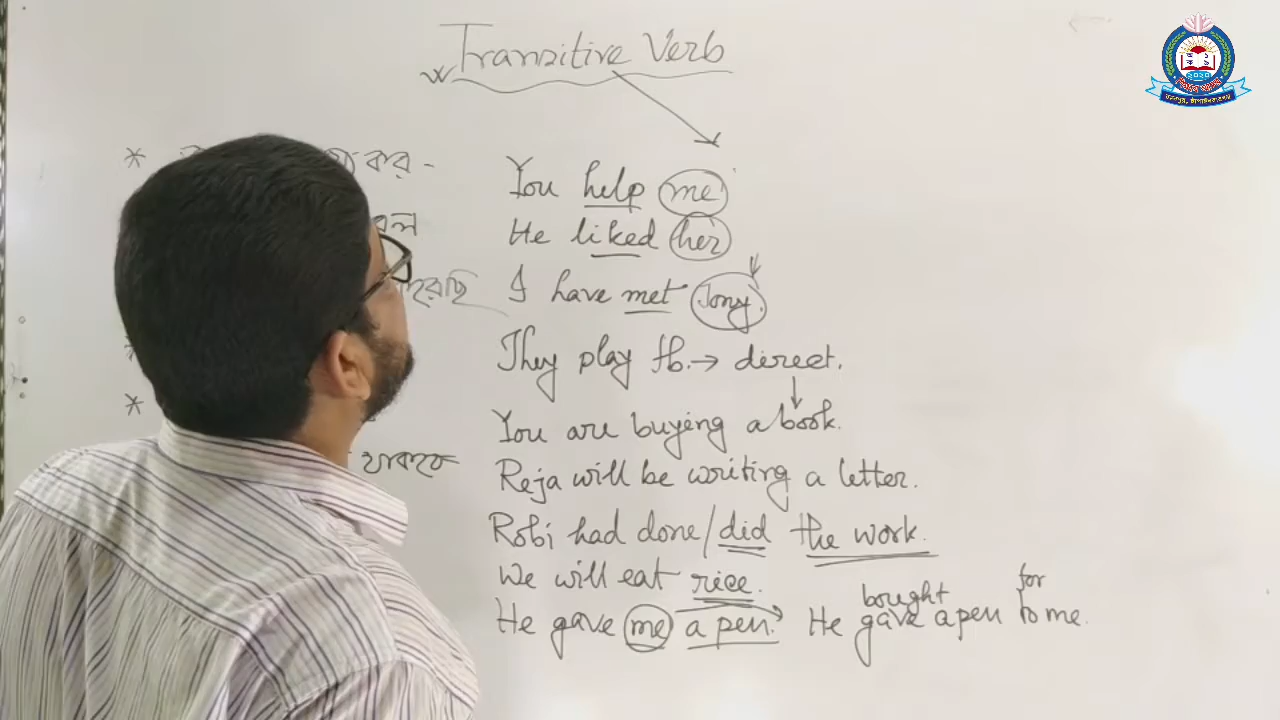 Transitive Verb
You help me
He liked her
I have met Jony.
They play fb. → direct.
You are buying a book.
থাকবে
Reja will be writing a letter.
Robi had done/did the work.
We will eat rice.
bought for
He gave me a pen. He gave a pen to me.
২০২০